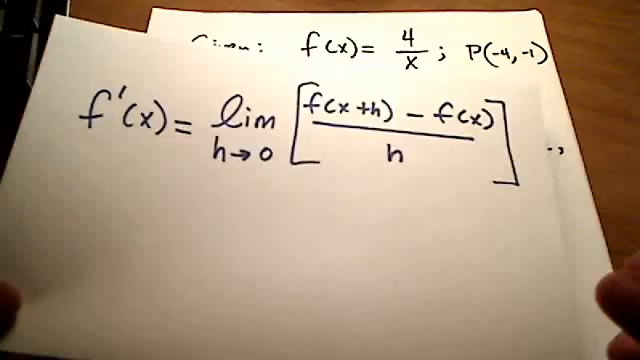 f(x) = 4/x ; P(-4, -1)
f'(x) = lim h→0 [ f(x+h) - f(x) / h ]